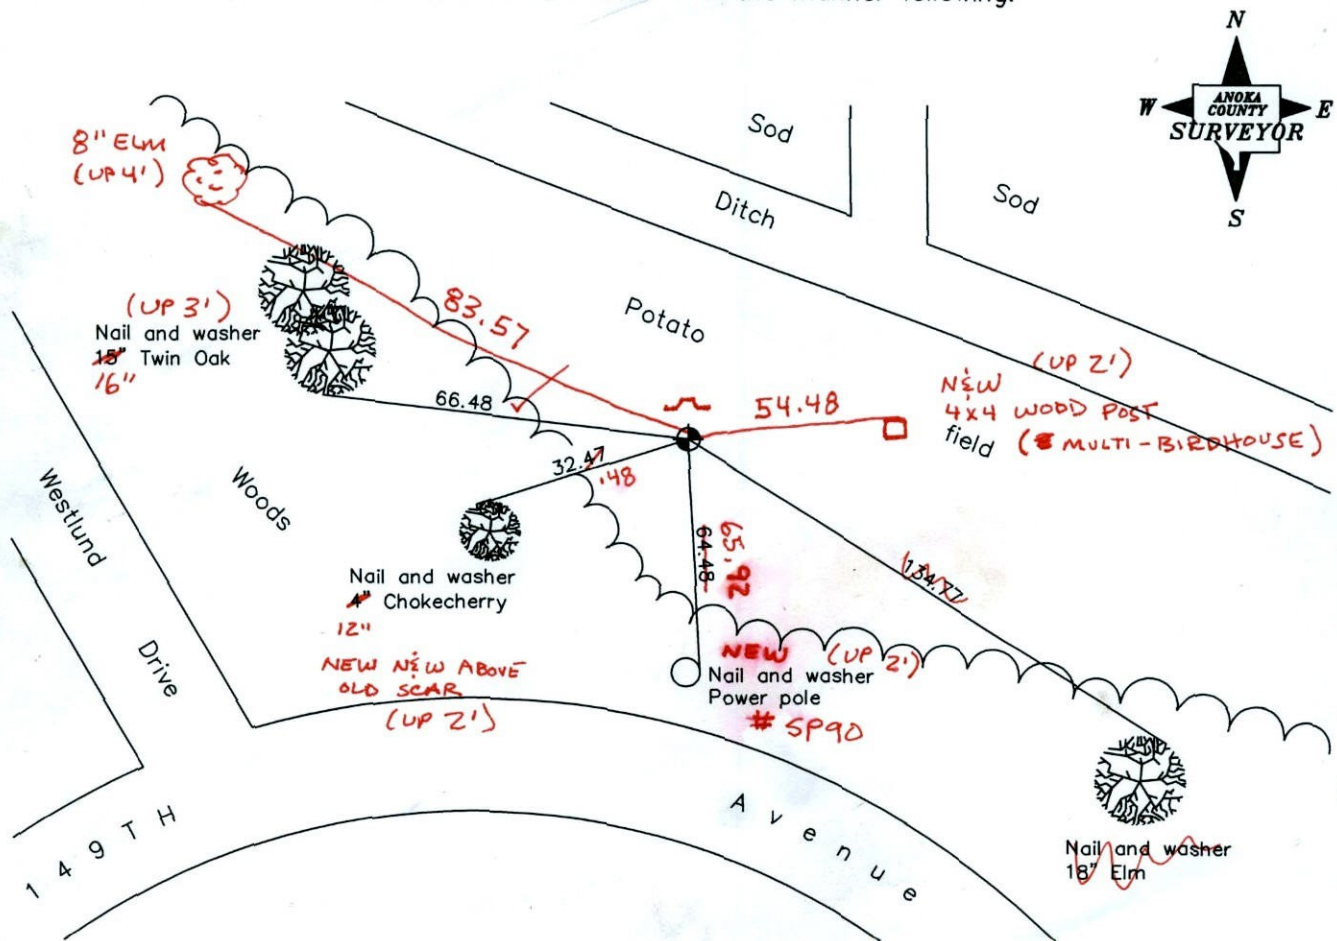 N
W ANOKA COUNTY E
SURVEYOR
S
Sod
Sod
Ditch
8" ELM
(UP 4')
83.57
Potato
(UP 3')
Nail and washer
15" Twin Oak
16"
66.48
54.48
(UP 2')
N&W
4x4 WOOD POST
field (MULTI-BIRDHOUSE)
32.47
.48
Westlund
Drive
Woods
64.48
65.92
134.77
Nail and washer
4" Chokecherry
12"
NEW N&W ABOVE
OLD SCAR
(UP 2')
NEW (UP 2')
Nail and washer
Power pole
# SP90
149TH
Avenue
Nail and washer
18" Elm